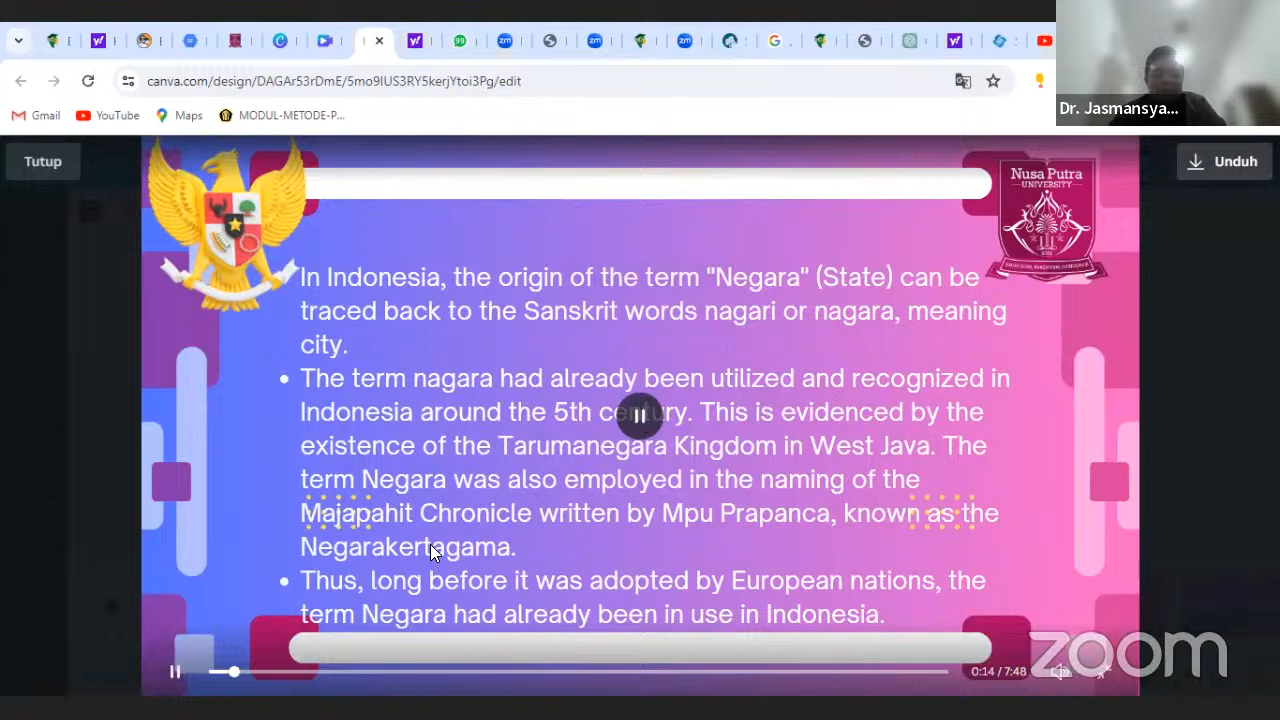 canva.com/design/DAGAr53rDmE/5mo9IUS3RY5kerjYtoi3Pg/edit
Gmail
YouTube
Maps
MODUL-METODE-P...
Dr. Jasmansya...
Tutup
Unduh
Nusa Putra
UNIVERSITY
In Indonesia, the origin of the term "Negara" (State) can be
traced back to the Sanskrit words nagari or nagara, meaning
city.
• The term nagara had already been utilized and recognized in
Indonesia around the 5th century. This is evidenced by the
existence of the Tarumanegara Kingdom in West Java. The
term Negara was also employed in the naming of the
Majapahit Chronicle written by Mpu Prapanca, known as the
Negarakertagama.
• Thus, long before it was adopted by European nations, the
term Negara had already been in use in Indonesia.
0:14 / 7:48
zoom